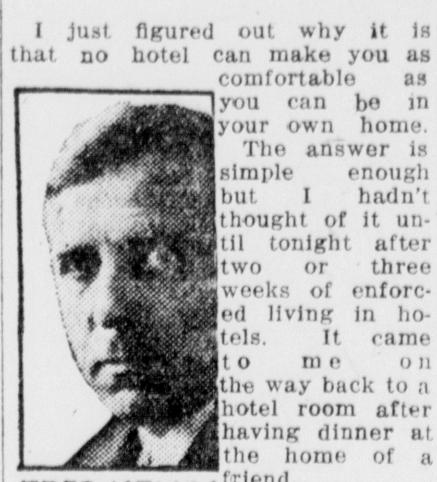 I just figured out why it is
that no hotel can make you as
comfortable as
you can be in
your own home.
The answer is
simple enough
but I hadn't
thought of it un-
til tonight after
two or three
weeks of enforc-
ed living in ho-
tels. It came
to me on
the way back to a
hotel room after
having dinner at
the home of a
friend